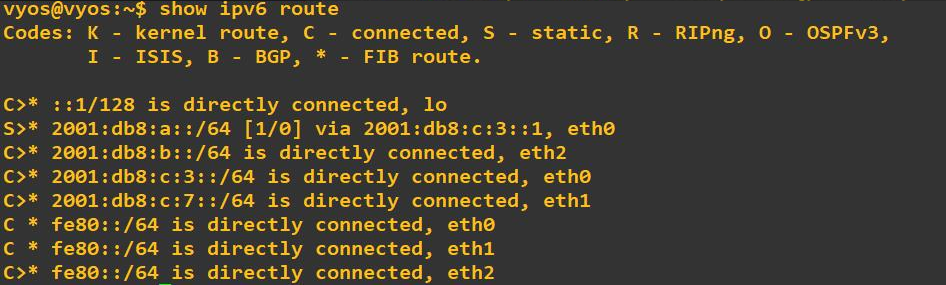 vyos@vyos:~$ show ipv6 route
Codes: K - kernel route, C - connected, S - static, R - RIPng, O - OSPFv3,
       I - ISIS, B - BGP, * - FIB route.

C>* ::1/128 is directly connected, lo
S>* 2001:db8:a::/64 [1/0] via 2001:db8:c:3::1, eth0
C>* 2001:db8:b::/64 is directly connected, eth2
C>* 2001:db8:c:3::/64 is directly connected, eth0
C>* 2001:db8:c:7::/64 is directly connected, eth1
C * fe80::/64 is directly connected, eth0
C * fe80::/64 is directly connected, eth1
C>* fe80::/64 is directly connected, eth2